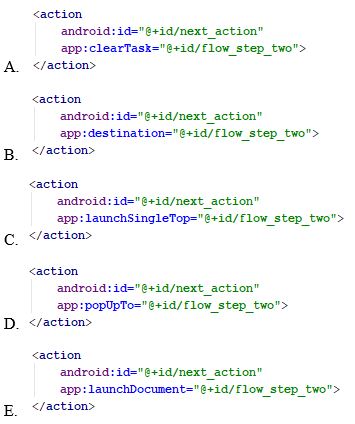 <action
android:id="@+id/next_action"
app:clearTask="@+id/flow_step_two">
A. </action>
<action
android:id="@+id/next_action"
app:destination="@+id/flow_step_two">
B. </action>
<action
android:id="@+id/next_action"
app:launchSingleTop="@+id/flow_step_two">
C. </action>
<action
android:id="@+id/next_action"
app:popUpTo="@+id/flow_step_two">
D. </action>
<action
android:id="@+id/next_action"
app:launchDocument="@+id/flow_step_two">
E. </action>